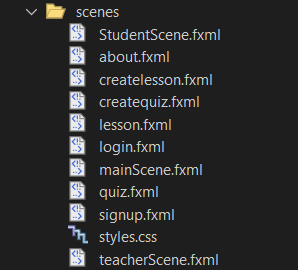 scenes
StudentScene.fxml
about.fxml
createlesson.fxml
createquiz.fxml
lesson.fxml
login.fxml
mainScene.fxml
quiz.fxml
signup.fxml
styles.css
teacherScene.fxml